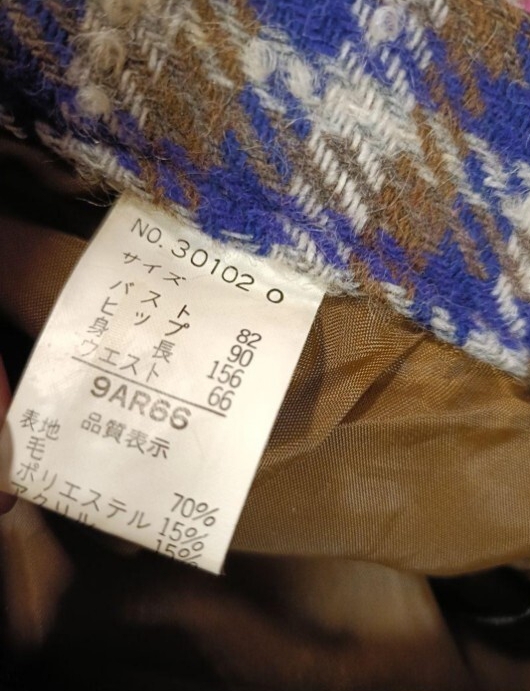 NO. 30102 O
サイズ
バスト 82
ヒップ 90
身長 156
ウエスト 66
9AR66
品質表示
表地
毛 70%
ポリエステル 15%
アクリル 15%